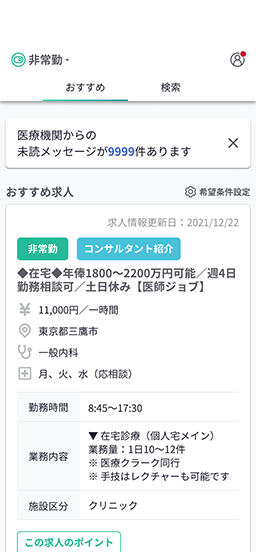 非常勤
おすすめ 検索
医療機関からの
未読メッセージが9999件あります
おすすめ求人 希望条件設定
求人情報更新日：2021/12/22
非常勤 コンサルタント紹介
◆在宅◆年俸1800〜2200万円可能／週4日
勤務相談可／土日休み【医師ジョブ】
11,000円／一時間
東京都三鷹市
一般内科
月、火、水（応相談）
勤務時間 8:45〜17:30
業務内容
▼ 在宅診療（個人宅メイン）
業務量：1日10〜12件
※ 医療クラーク同行
※ 手技はレクチャーも可能です
施設区分 クリニック
この求人のポイント